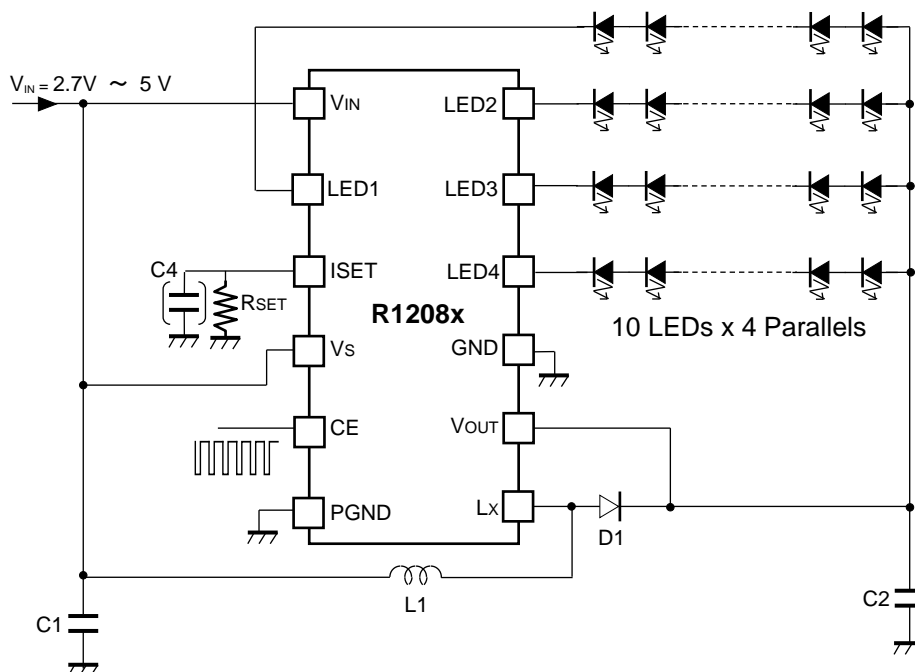 VIN = 2.7V ～ 5 V
VIN
LED2
LED1
LED3
C4
ISET
RSET
LED4
R1208x
10 LEDs x 4 Parallels
VS
GND
CE
VOUT
PGND
LX
D1
L1
C1
C2